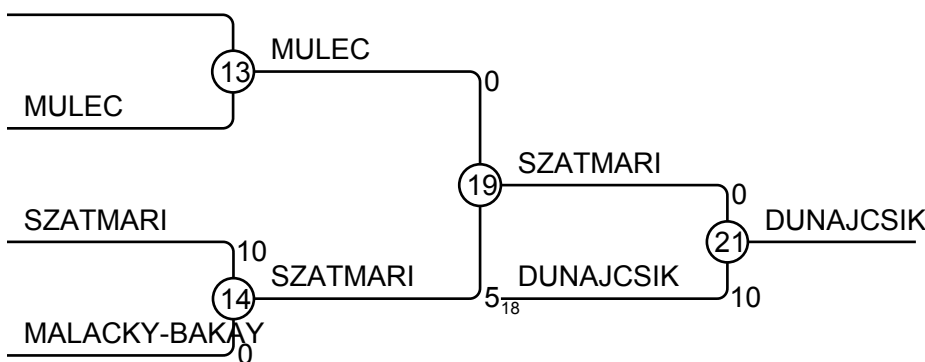 MULEC
13
0
MULEC
SZATMARI
19
0
SZATMARI
DUNAJCSIK
10
21
SZATMARI
DUNAJCSIK
14
5
18
10
MALACKY-BAKAY
0